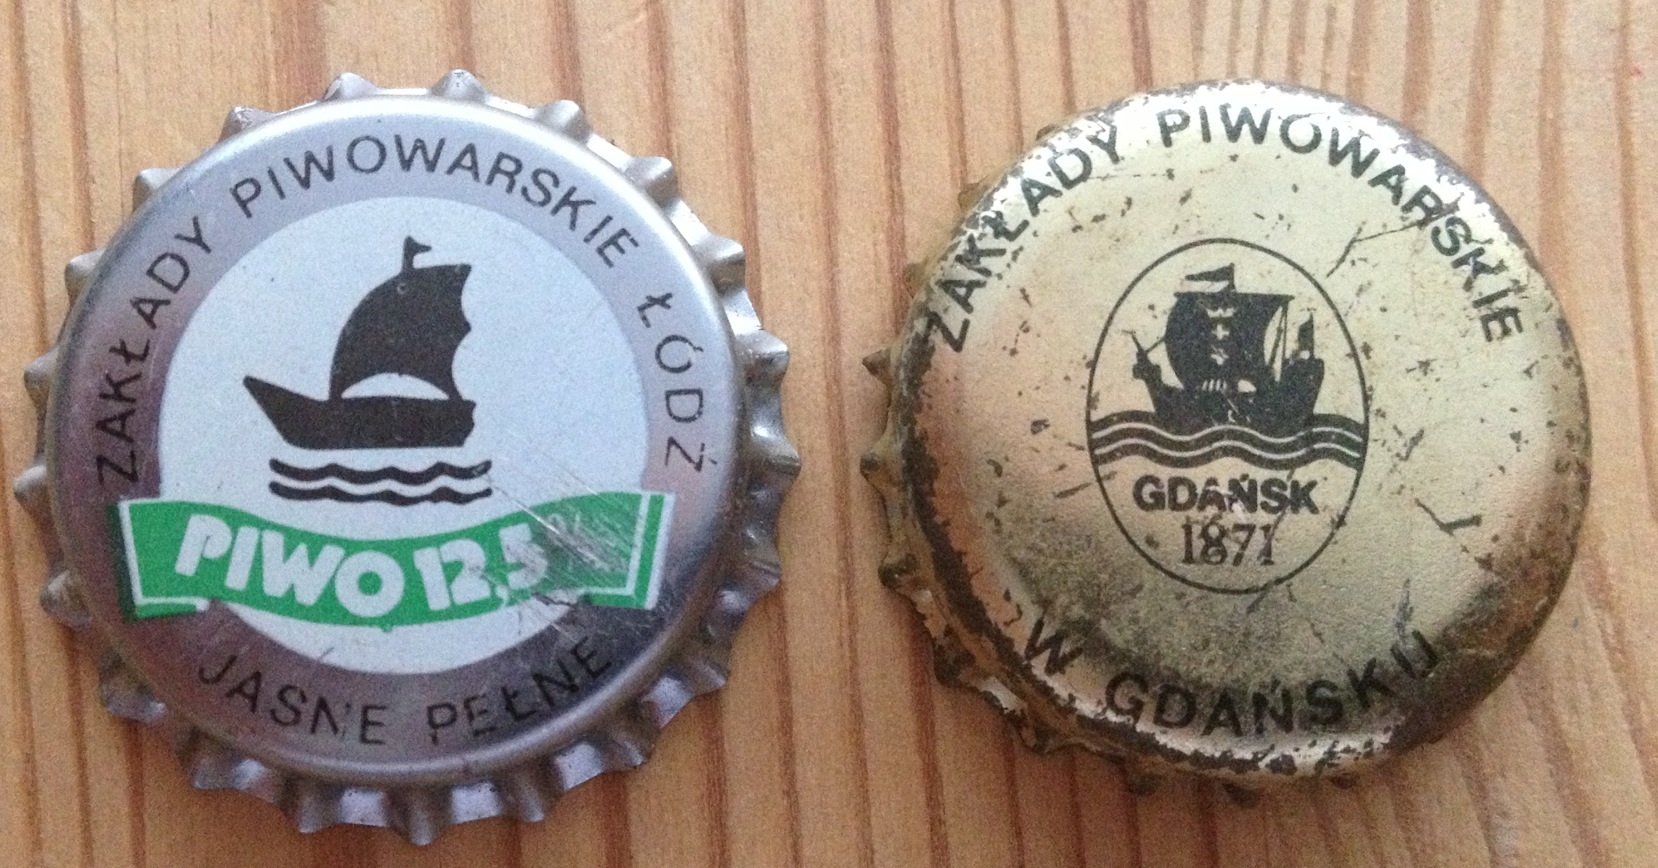 ZAKŁADY PIWOWARSKIE ŁÓDŹ
PIWO 12,5%
JASNE PEŁNE
ZAKŁADY PIWOWARSKIE
GDAŃSK
1871
W GDAŃSKU